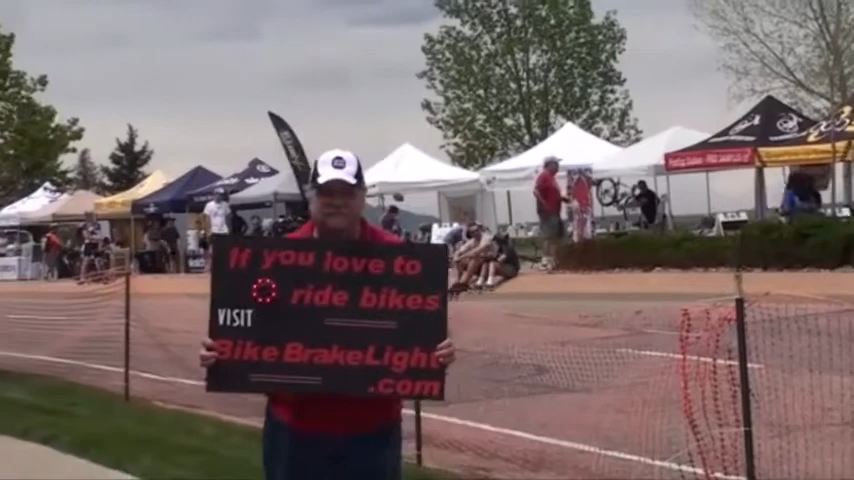 If you love to
ride bikes
VISIT
BikeBrakeLight
.com